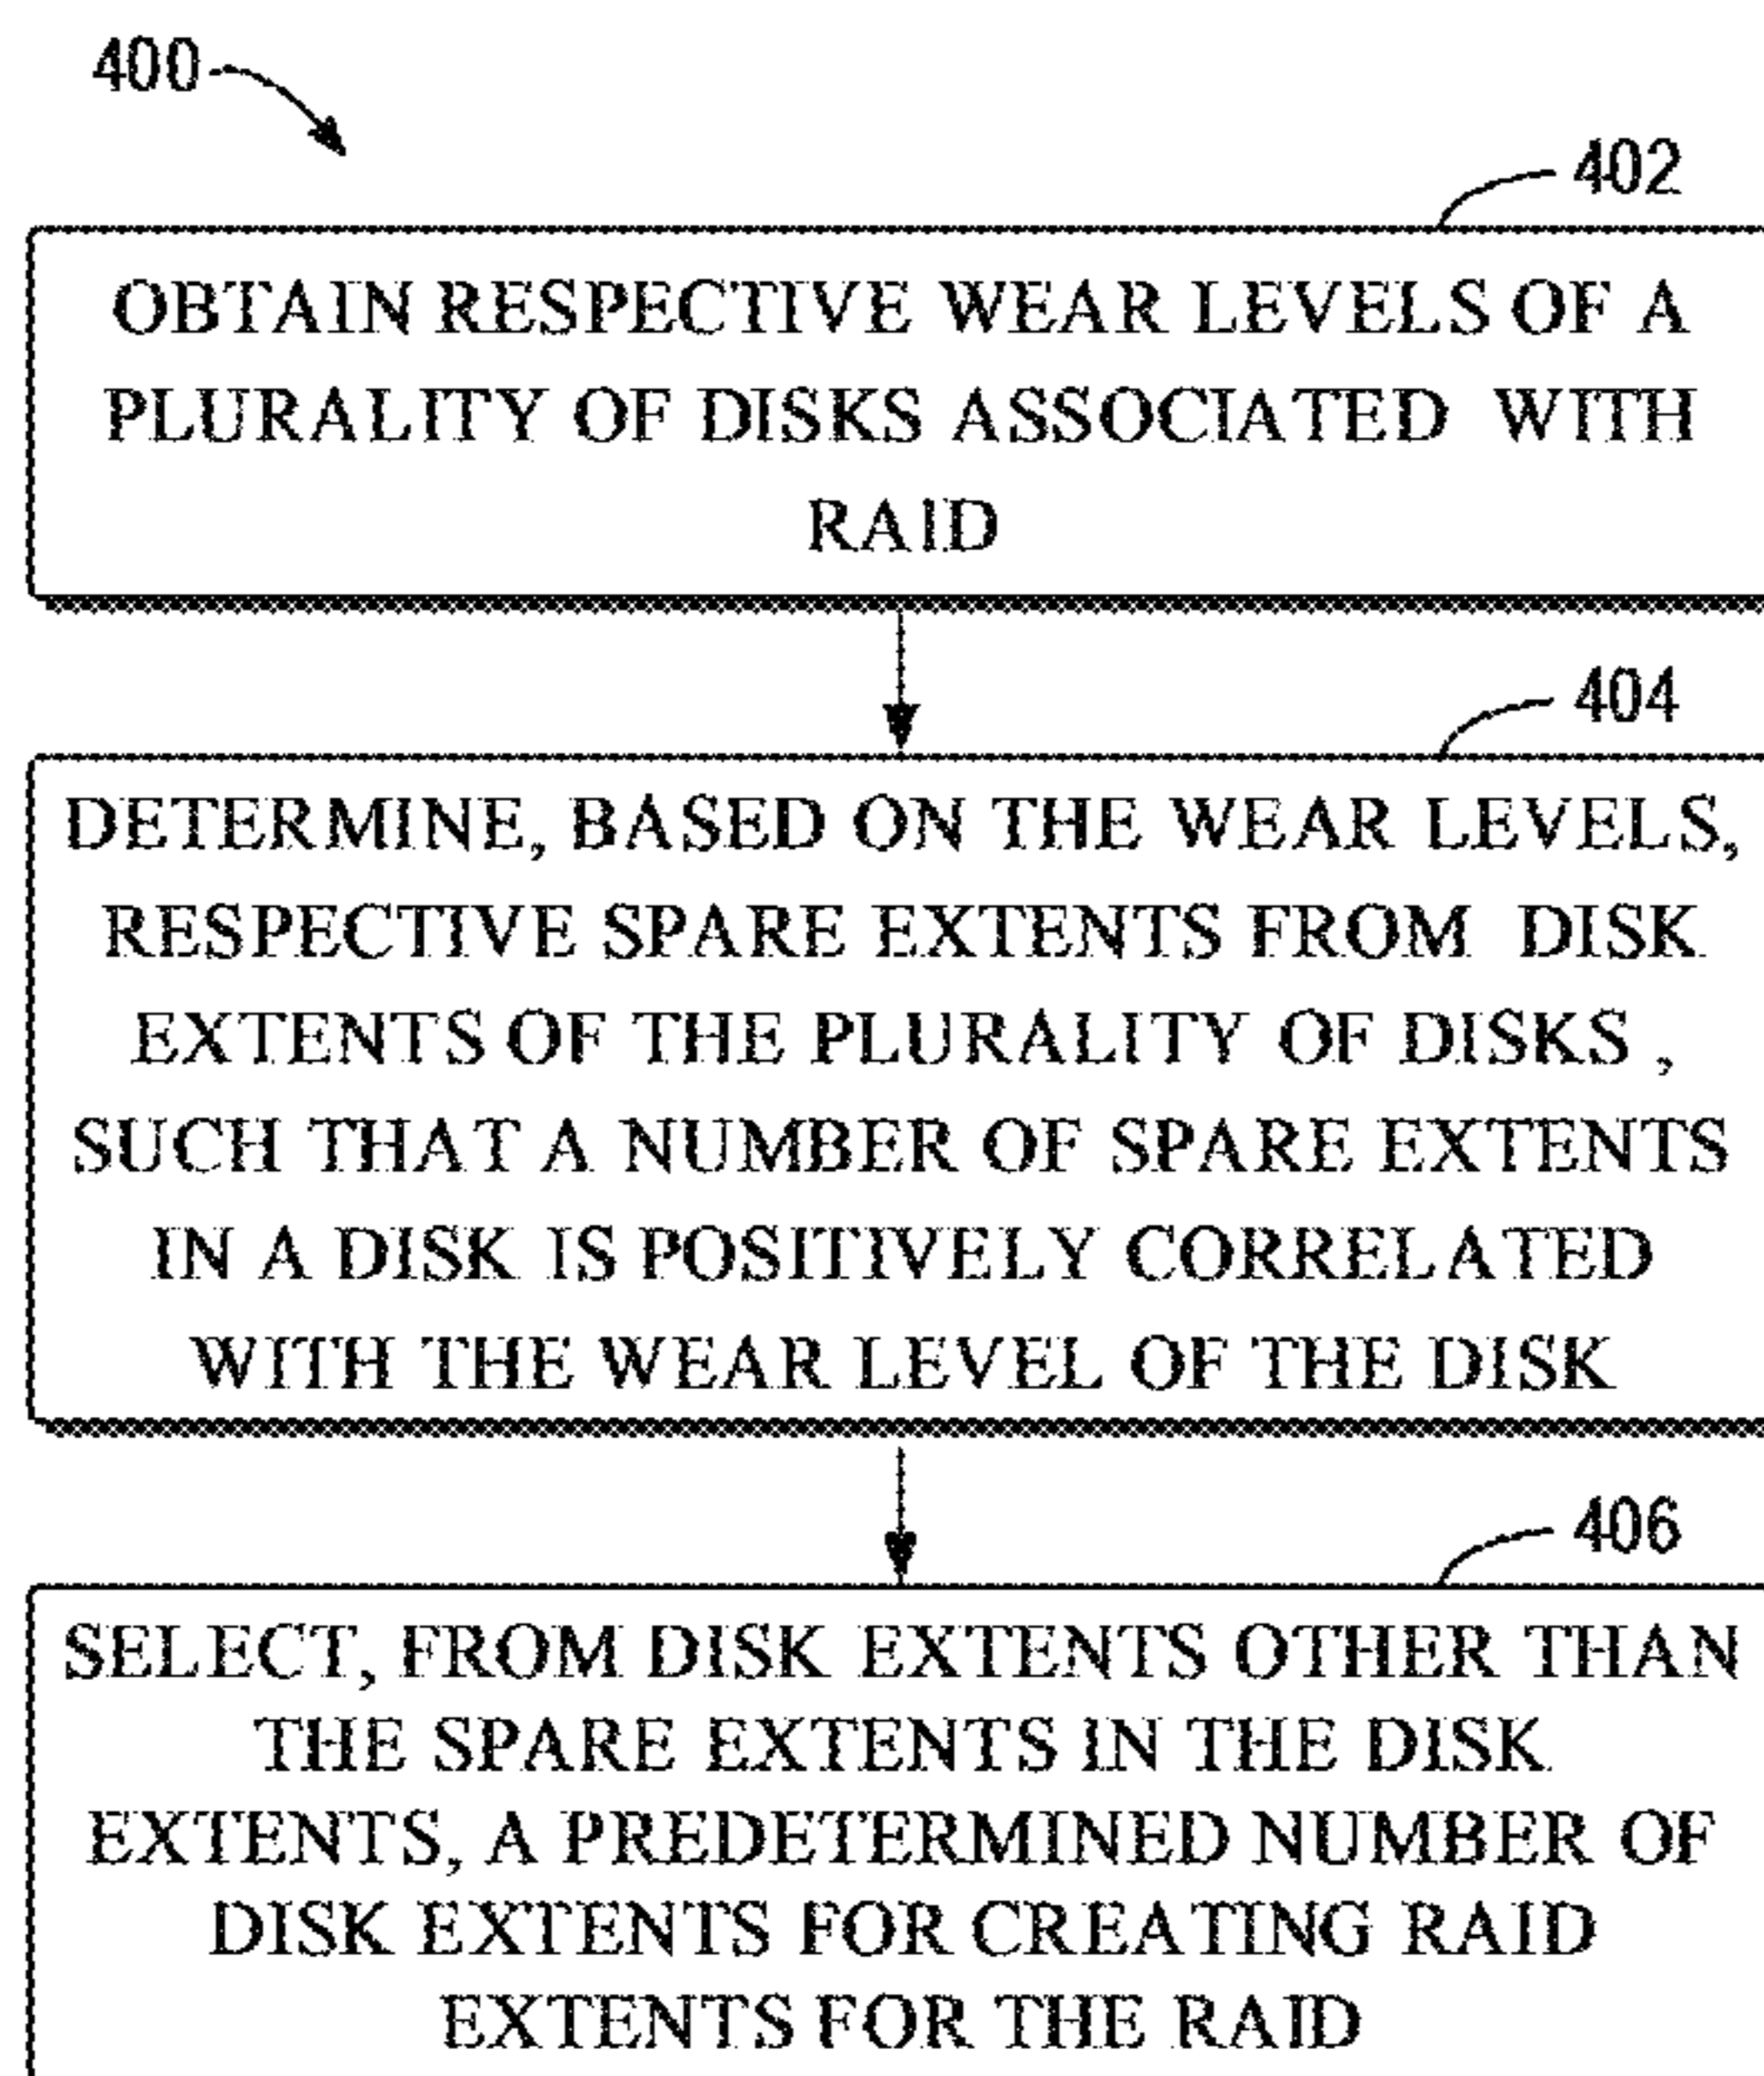 400
402
OBTAIN RESPECTIVE WEAR LEVELS OF A
PLURALITY OF DISKS ASSOCIATED WITH
RAID
404
DETERMINE, BASED ON THE WEAR LEVELS,
RESPECTIVE SPARE EXTENTS FROM DISK
EXTENTS OF THE PLURALITY OF DISKS ,
SUCH THAT A NUMBER OF SPARE EXTENTS
IN A DISK IS POSITIVELY CORRELATED
WITH THE WEAR LEVEL OF THE DISK
406
SELECT, FROM DISK EXTENTS OTHER THAN
THE SPARE EXTENTS IN THE DISK
EXTENTS, A PREDETERMINED NUMBER OF
DISK EXTENTS FOR CREATING RAID
EXTENTS FOR THE RAID